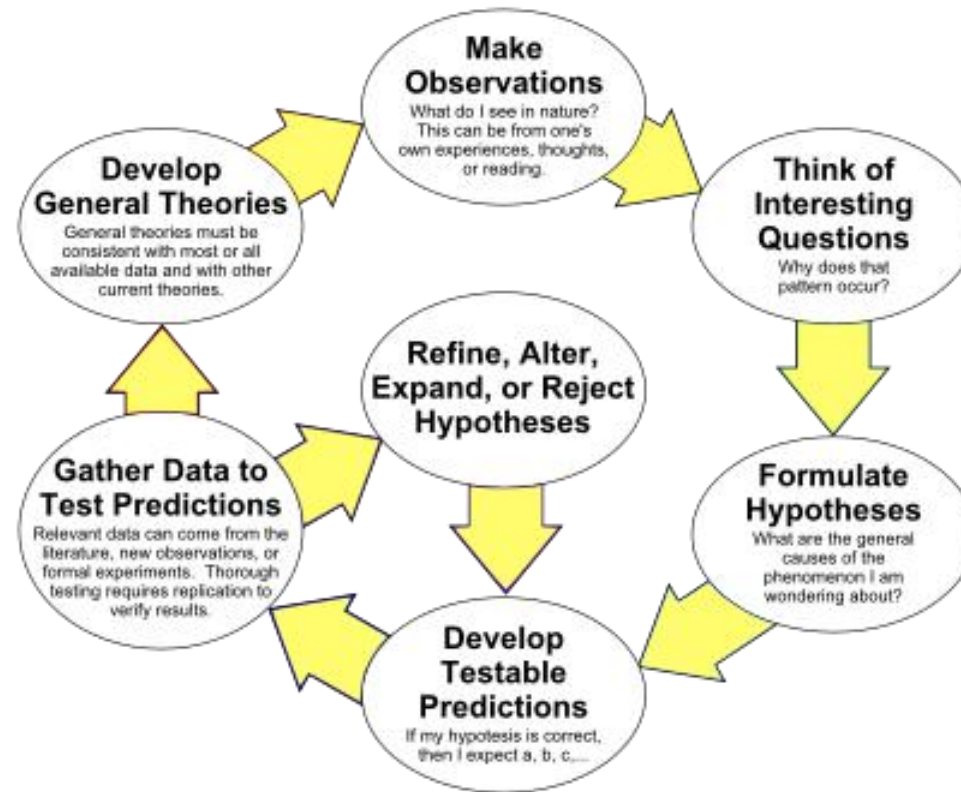 Make
Observations
What do I see in nature?
This can be from one's
own experiences, thoughts,
or reading.
Think of
Interesting
Questions
Why does that
pattern occur?
Formulate
Hypotheses
What are the general
causes of the
phenomenon I am
wondering about?
Develop
Testable
Predictions
If my hypotesis is correct,
then I expect a, b, c,...
Gather Data to
Test Predictions
Relevant data can come from the
literature, new observations, or
formal experiments. Thorough
testing requires replication to
verify results.
Refine, Alter,
Expand, or Reject
Hypotheses
Develop
General Theories
General theories must be
consistent with most or all
available data and with other
current theories.